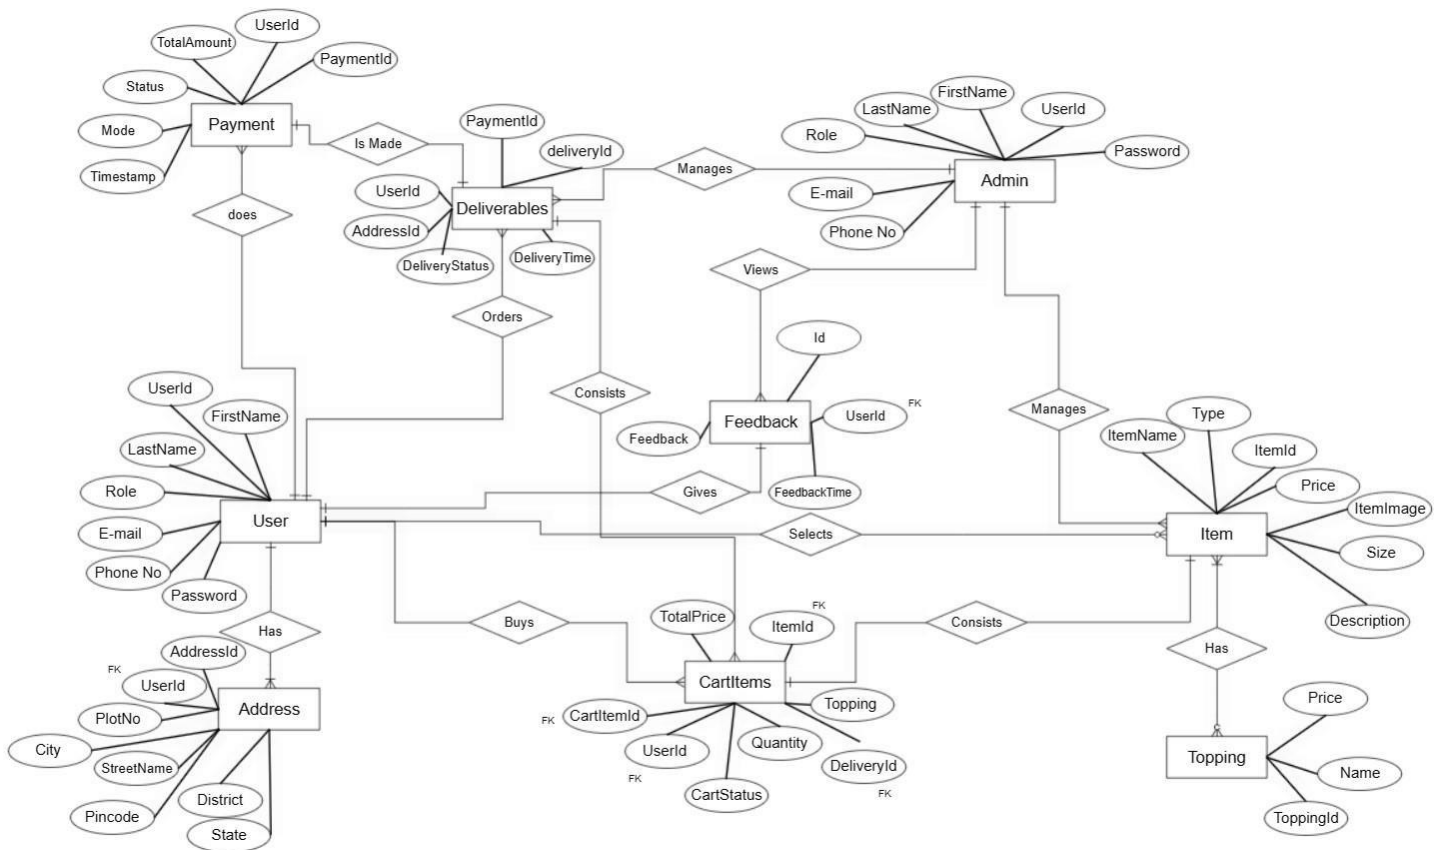 UserId
TotalAmount
PaymentId
Status
Payment
Mode
Timestamp
Is Made
does
PaymentId
deliveryId
UserId
Deliverables
AddressId
DeliveryStatus
DeliveryTime
Manages
FirstName
LastName
UserId
Role
Password
Admin
E-mail
Phone No
Views
Orders
Id
Consists
Manages
Feedback
UserId
FK
Feedback
FeedbackTime
Gives
UserId
FirstName
LastName
Role
User
E-mail
Phone No
Password
Selects
Type
ItemName
ItemId
Price
ItemImage
Item
Size
Description
Has
Buys
Consists
Has
AddressId
FK
UserId
PlotNo
Address
City
StreetName
District
Pincode
State
FK
TotalPrice
ItemId
CartItems
Topping
FK
CartItemId
UserId
Quantity
DeliveryId
FK
FK
CartStatus
Price
Topping
Name
ToppingId